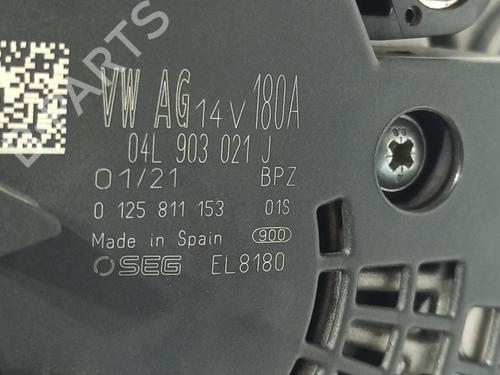 VW AG 14V 180A
04L 903 021 J
01/21 BPZ
0 125 811 153 01S
Made in Spain 900
SEG EL8180